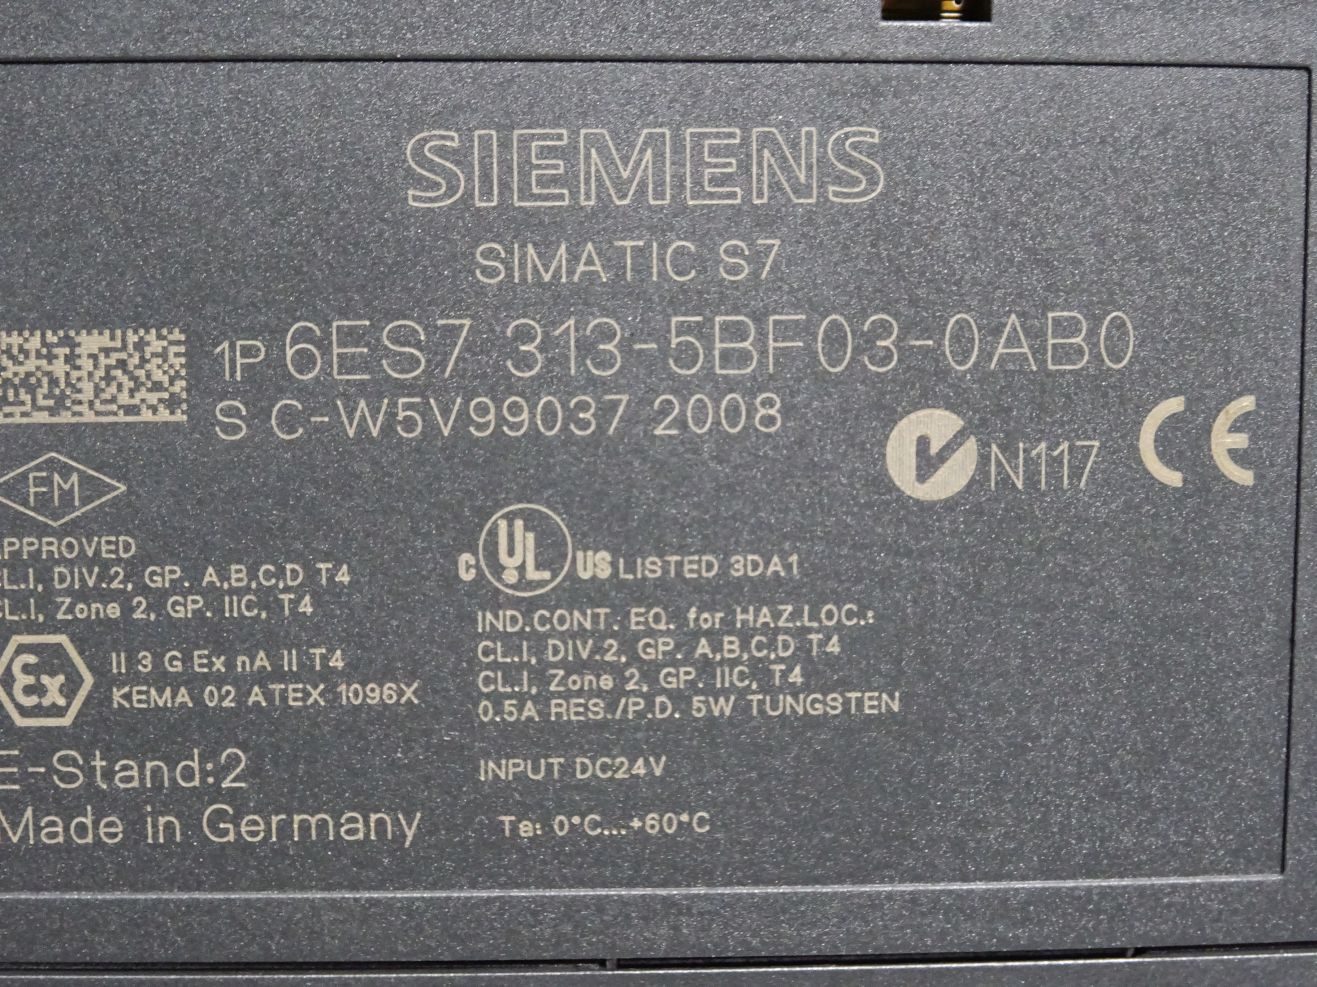 SIEMENS
SIMATIC S7
1P 6ES7 313-5BF03-0AB0
S C-W5V99037 2008
N117 CE
FM
APPROVED
CL.I, DIV.2, GP. A,B,C,D T4
CL.I, Zone 2, GP. IIC, T4
Ex
II 3 G Ex nA II T4
KEMA 02 ATEX 1096X
E-Stand:2
Made in Germany
C UL US LISTED 3DA1
IND.CONT. EQ. for HAZ.LOC.:
CL.I, DIV.2, GP. A,B,C,D T4
CL.I, Zone 2, GP. IIC, T4
0.5A RES./P.D. 5W TUNGSTEN
INPUT DC24V
Ta: 0°C...+60°C